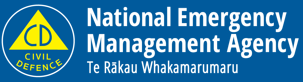 CD
CIVIL
DEFENCE
National Emergency
Management Agency
Te Rākau Whakamarumaru